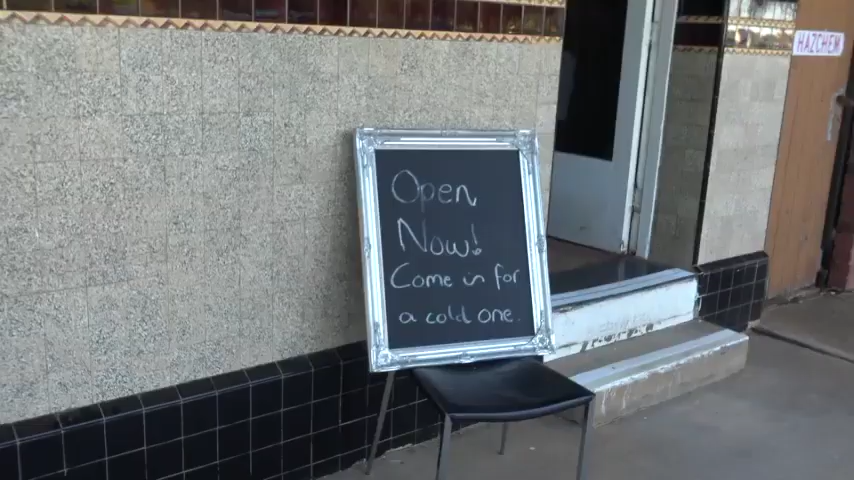 HAZCHEM
Open
Now!
Come in for
a cold one.